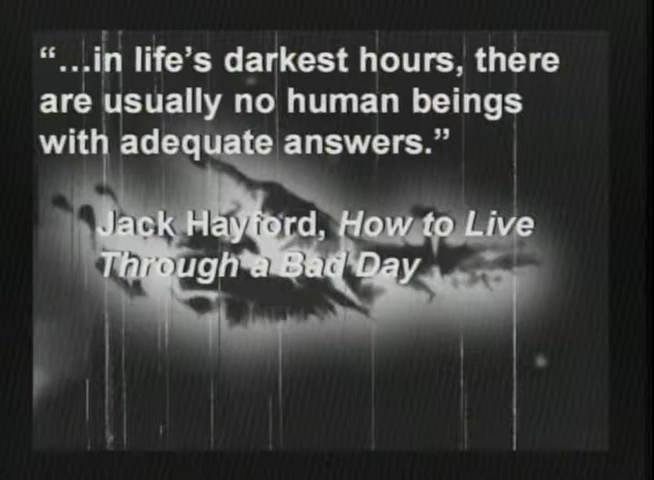 “...in life’s darkest hours, there
are usually no human beings
with adequate answers.”
Jack Hayford, How to Live
Through a Bad Day